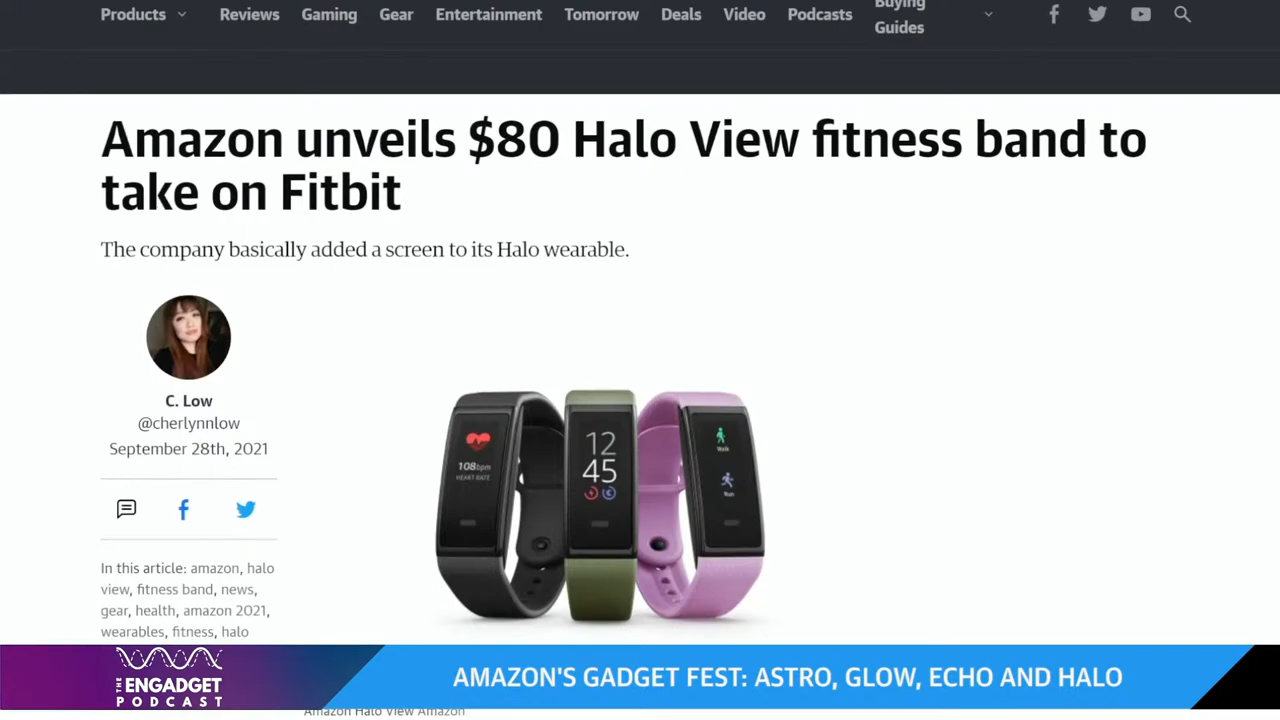 Products
Reviews
Gaming
Gear
Entertainment
Tomorrow
Deals
Video
Podcasts
Buying
Guides
Amazon unveils $80 Halo View fitness band to
take on Fitbit
The company basically added a screen to its Halo wearable.
C. Low
@cherlynnlow
September 28th, 2021
108bpm
HEART RATE
12
45
Walk
Run
In this article: amazon, halo
view, fitness band, news,
gear, health, amazon 2021,
wearables, fitness, halo
THE
ENGADGET
PODCAST
AMAZON'S GADGET FEST: ASTRO, GLOW, ECHO AND HALO
Amazon Halo View Amazon